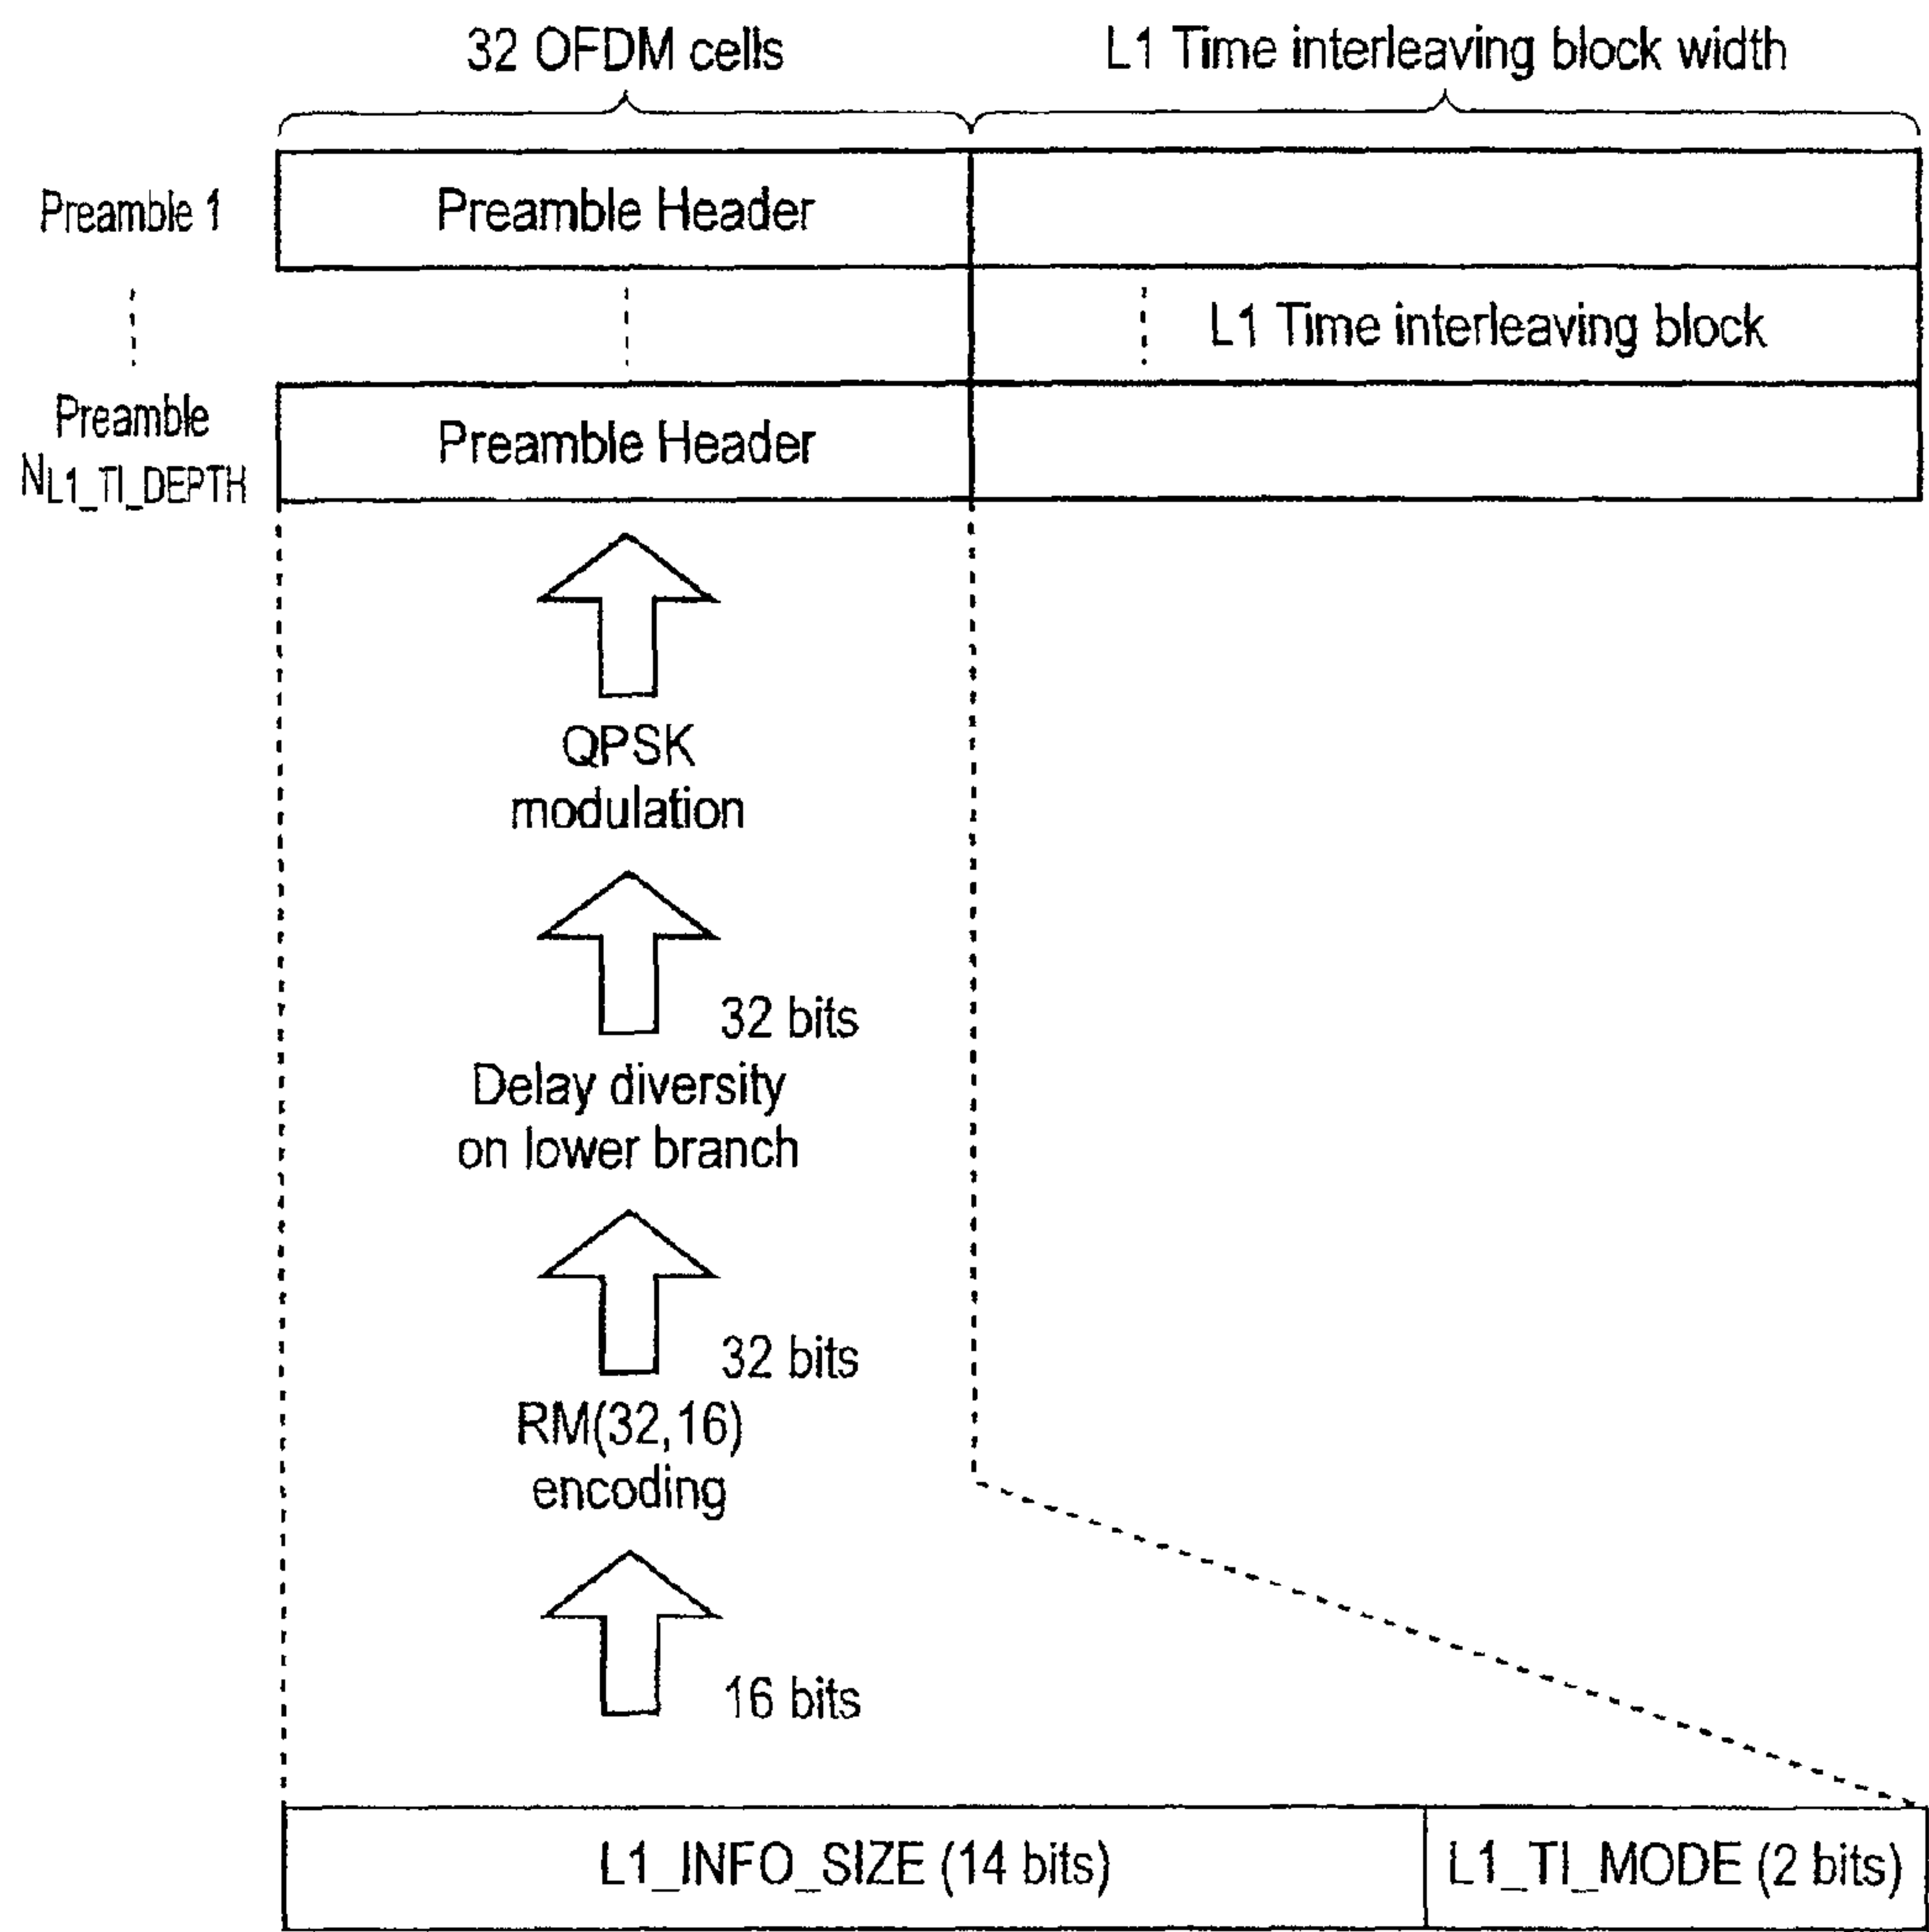 32 OFDM cells
L1 Time interleaving block width
Preamble 1
Preamble Header
L1 Time interleaving block
Preamble
NL1_TI_DEPTH
Preamble Header
QPSK
modulation
32 bits
Delay diversity
on lower branch
32 bits
RM(32,16)
encoding
16 bits
L1_INFO_SIZE (14 bits)
L1_TI_MODE (2 bits)